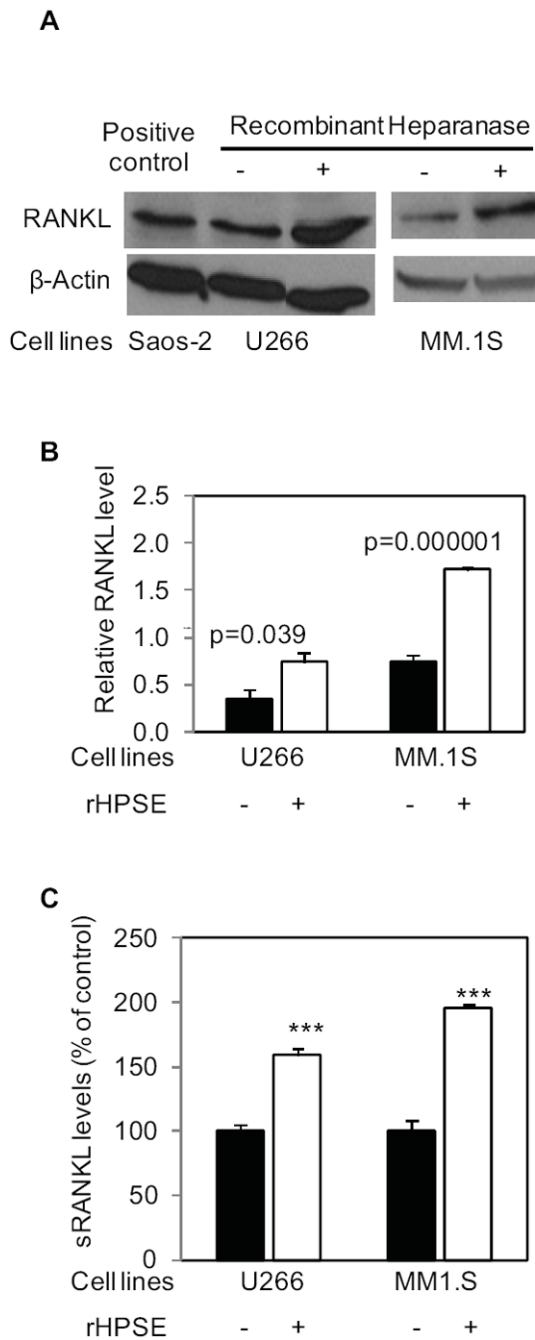 A
Positive control
Recombinant Heparanase
- + - +
RANKL
β-Actin
Cell lines Saos-2 U266 MM.1S
B
Relative RANKL level
2.5
2.0
1.5
1.0
0.5
0.0
p=0.039
p=0.000001
Cell lines U266 MM.1S
rHPSE - + - +
C
sRANKL levels (% of control)
250
200
150
100
50
0
***
***
Cell lines U266 MM1.S
rHPSE - + - +